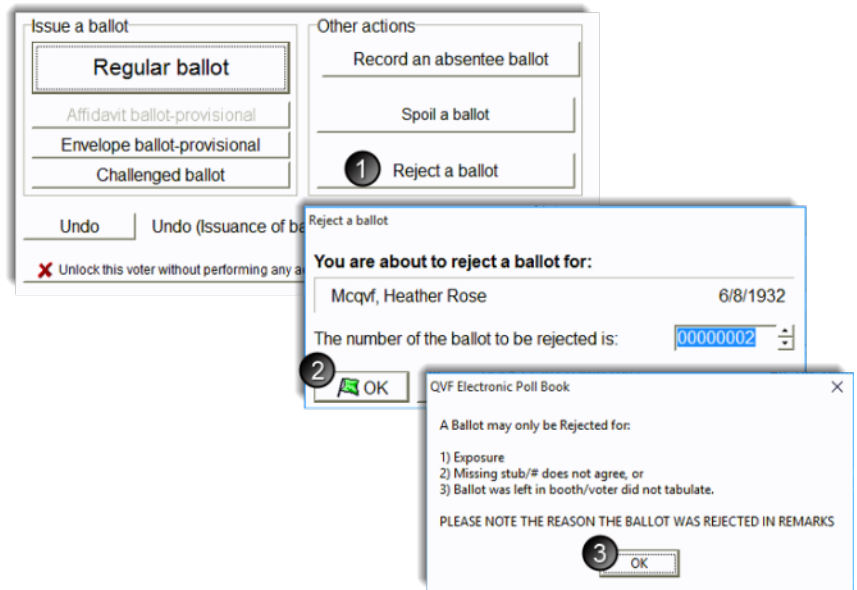 Issue a ballot
Other actions
Regular ballot
Record an absentee ballot
Affidavit ballot-provisional
Spoil a ballot
Envelope ballot-provisional
1
Reject a ballot
Challenged ballot
Undo
Undo (Issuance of ba
Unlock this voter without performing any a
Reject a ballot
You are about to reject a ballot for:
Mcqvf, Heather Rose 6/8/1932
The number of the ballot to be rejected is: 00000002
2
OK
QVF Electronic Poll Book
A Ballot may only be Rejected for:
1) Exposure
2) Missing stub/# does not agree, or
3) Ballot was left in booth/voter did not tabulate.
PLEASE NOTE THE REASON THE BALLOT WAS REJECTED IN REMARKS
3
OK